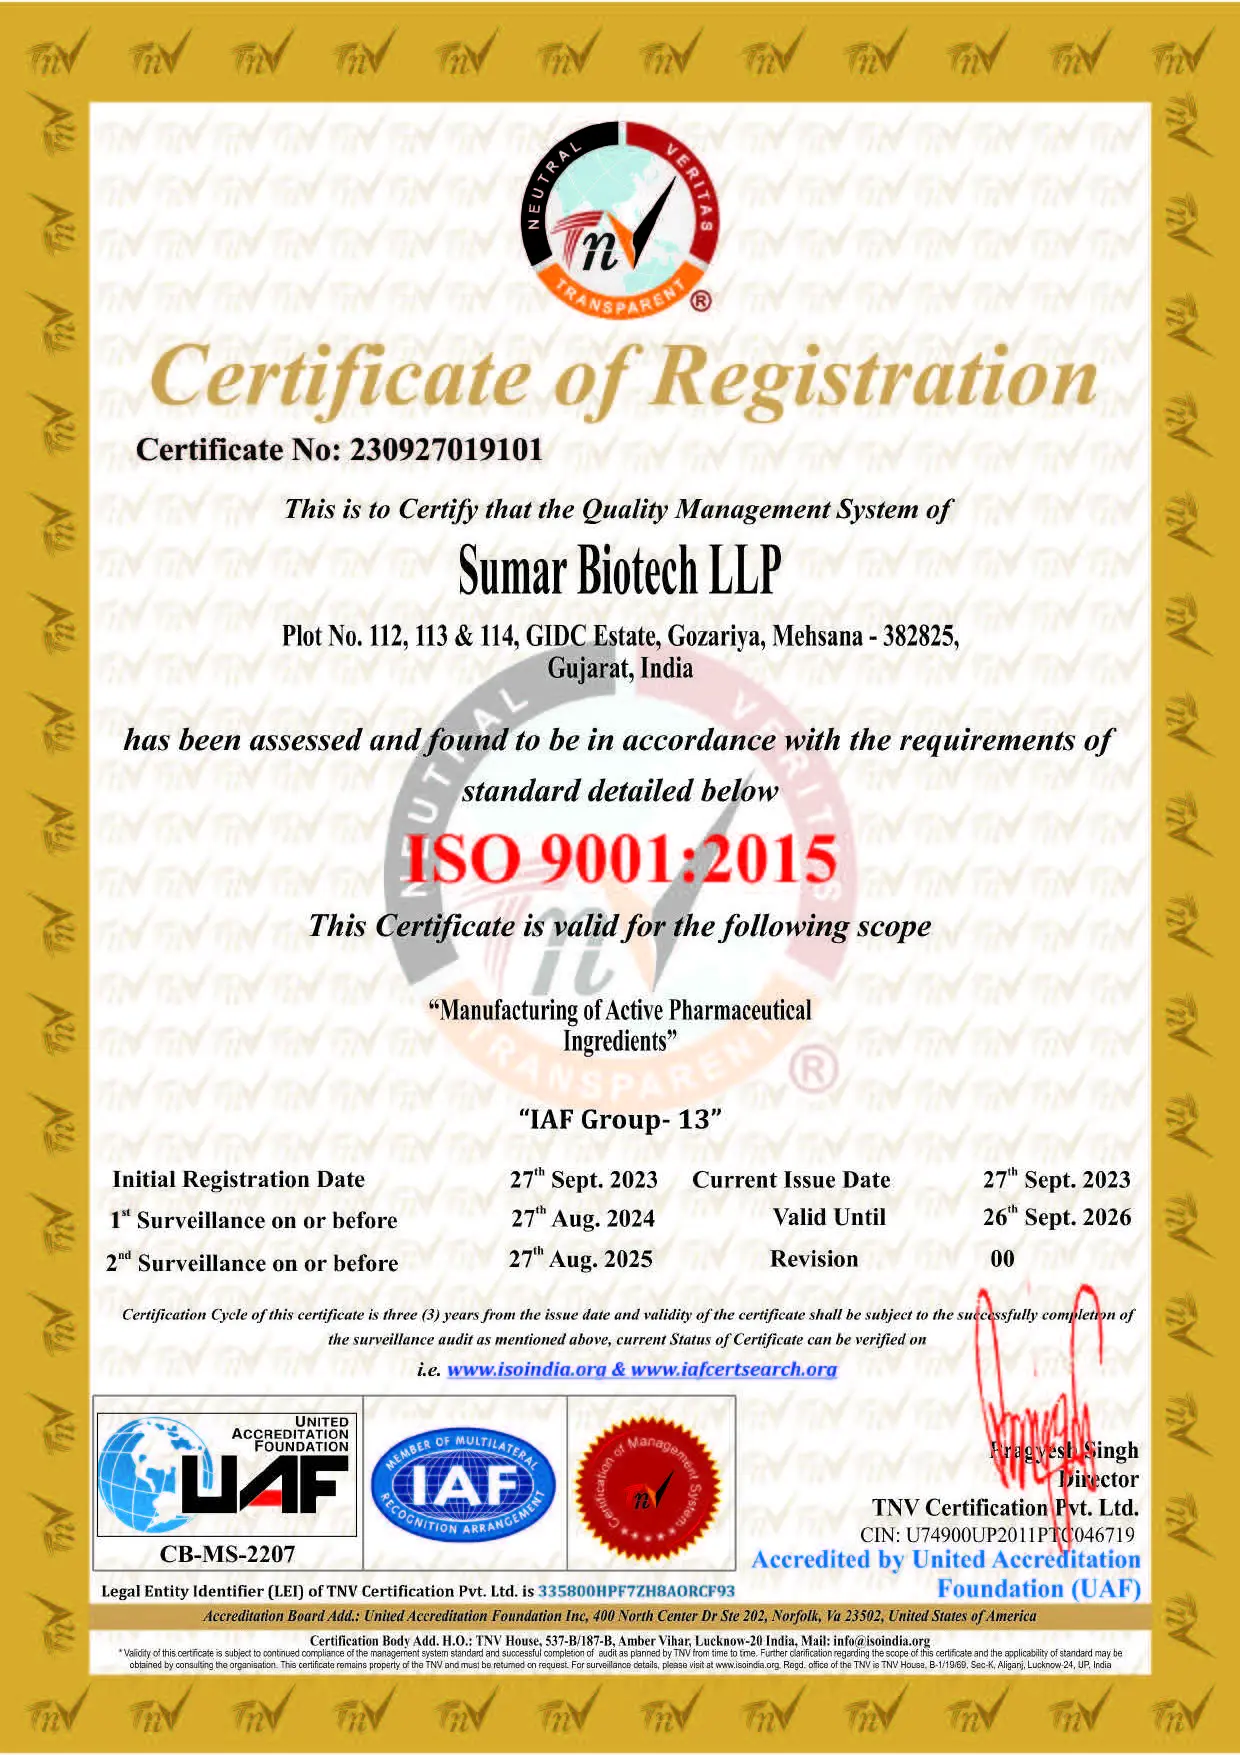 NEUTRAL VERITAS
TnV
TRANSPARENT ®
Certificate of Registration
Certificate No: 230927019101
This is to Certify that the Quality Management System of
Sumar Biotech LLP
Plot No. 112, 113 & 114, GIDC Estate, Gozariya, Mehsana - 382825,
Gujarat, India
has been assessed and found to be in accordance with the requirements of
standard detailed below
ISO 9001:2015
This Certificate is valid for the following scope
“Manufacturing of Active Pharmaceutical
Ingredients”
“IAF Group- 13”
Initial Registration Date 27th Sept. 2023 Current Issue Date 27th Sept. 2023
1st Surveillance on or before 27th Aug. 2024 Valid Until 26th Sept. 2026
2nd Surveillance on or before 27th Aug. 2025 Revision 00
Certification Cycle of this certificate is three (3) years from the issue date and validity of the certificate shall be subject to the successfully completion of
the surveillance audit as mentioned above, current Status of Certificate can be verified on
i.e. www.isoindia.org & www.iafcertsearch.org
UNITED
ACCREDITATION
FOUNDATION
UAF
CB-MS-2207
MEMBER OF MULTILATERAL
IAF
RECOGNITION ARRANGEMENT
Certification of Management System
TnV
Pragyesh Singh
Director
TNV Certification Pvt. Ltd.
CIN: U74900UP2011PTC046719
Accredited by United Accreditation
Foundation (UAF)
Legal Entity Identifier (LEI) of TNV Certification Pvt. Ltd. is 335800HPF7ZH8AORCF93
Accreditation Board Add.: United Accreditation Foundation Inc, 400 North Center Dr Ste 202, Norfolk, Va 23502, United States of America
Certification Body Add. H.O.: TNV House, 537-B/187-B, Amber Vihar, Lucknow-20 India, Mail: info@isoindia.org
* Validity of this certificate is subject to continued compliance of the management system standard and successful completion of audit as planned by TNV from time to time. Further clarification regarding the scope of this certificate and the applicability of standard may be
obtained by consulting the organisation. This certificate remains property of the TNV and must be returned on request. For surveillance details, please visit at www.isoindia.org. Regd. office of the TNV is TNV House, B-1/19/69, Sec-K, Aliganj, Lucknow-24, UP, India